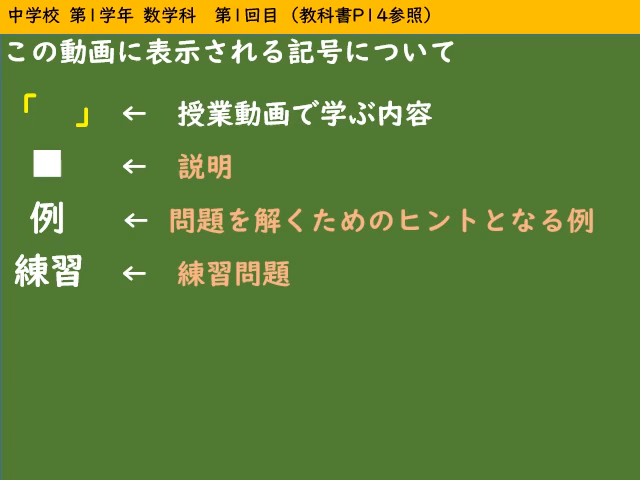 中学校 第1学年 数学科 第1回目（教科書P14参照）
この動画に表示される記号について
「　」 ← 授業動画で学ぶ内容
■ ← 説明
例 ← 問題を解くためのヒントとなる例
練習 ← 練習問題